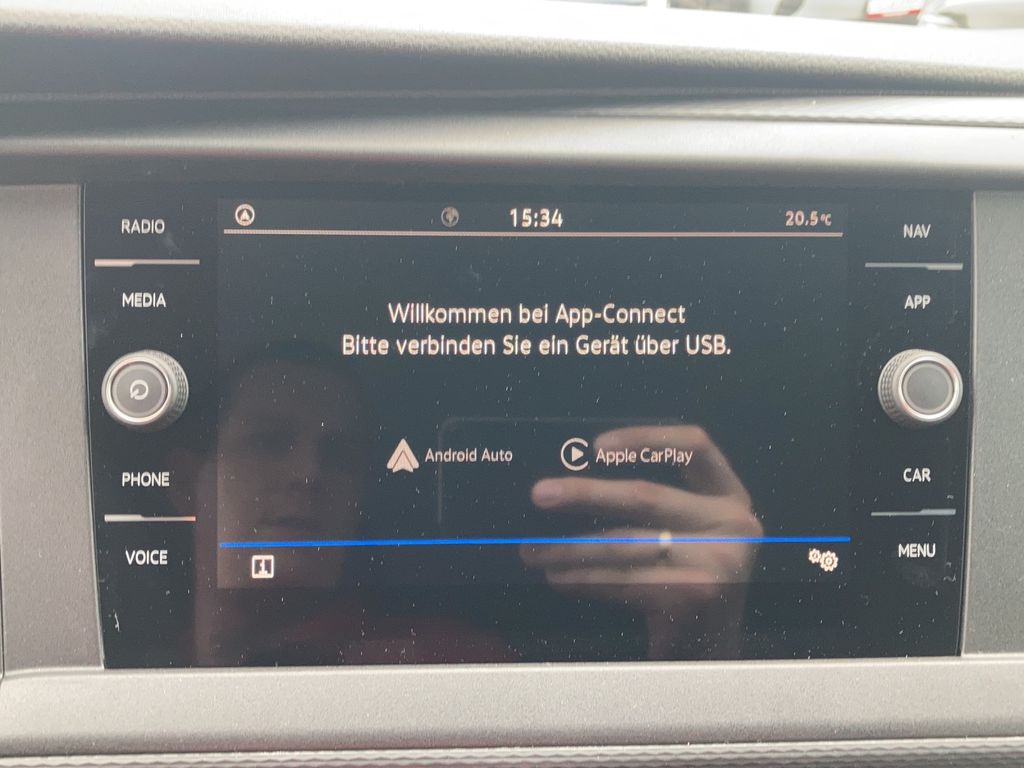 RADIO
MEDIA
PHONE
VOICE
15:34
20.5°C
Willkommen bei App-Connect
Bitte verbinden Sie ein Gerät über USB.
Android Auto
Apple CarPlay
NAV
APP
CAR
MENU